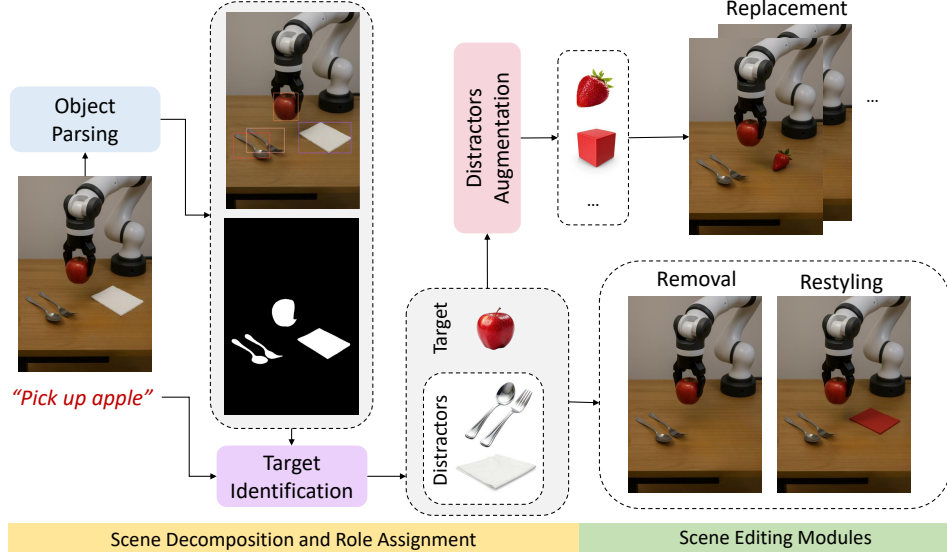 Replacement
Object
Parsing
Distractors
Augmentation
...
...
"Pick up apple"
Target
Identification
Target
Distractors
Removal
Restyling
Scene Decomposition and Role Assignment
Scene Editing Modules